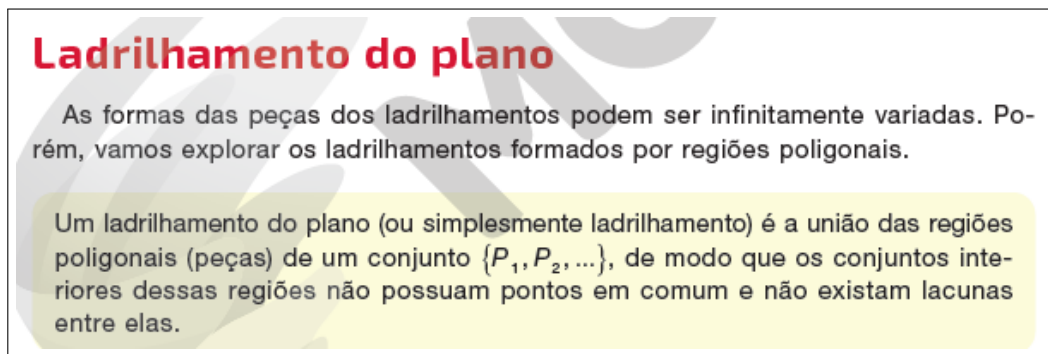 Ladrilhamento do plano
As formas das peças dos ladrilhamentos podem ser infinitamente variadas. Po-
rém, vamos explorar os ladrilhamentos formados por regiões poligonais.
Um ladrilhamento do plano (ou simplesmente ladrilhamento) é a união das regiões
poligonais (peças) de um conjunto {P₁, P₂, ...}, de modo que os conjuntos inte-
riores dessas regiões não possuam pontos em comum e não existam lacunas
entre elas.